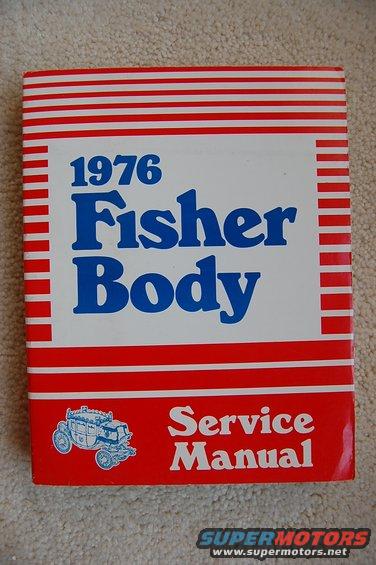 1976
Fisher
Body
Service
Manual
SUPERMOTORS
www.supermotors.net